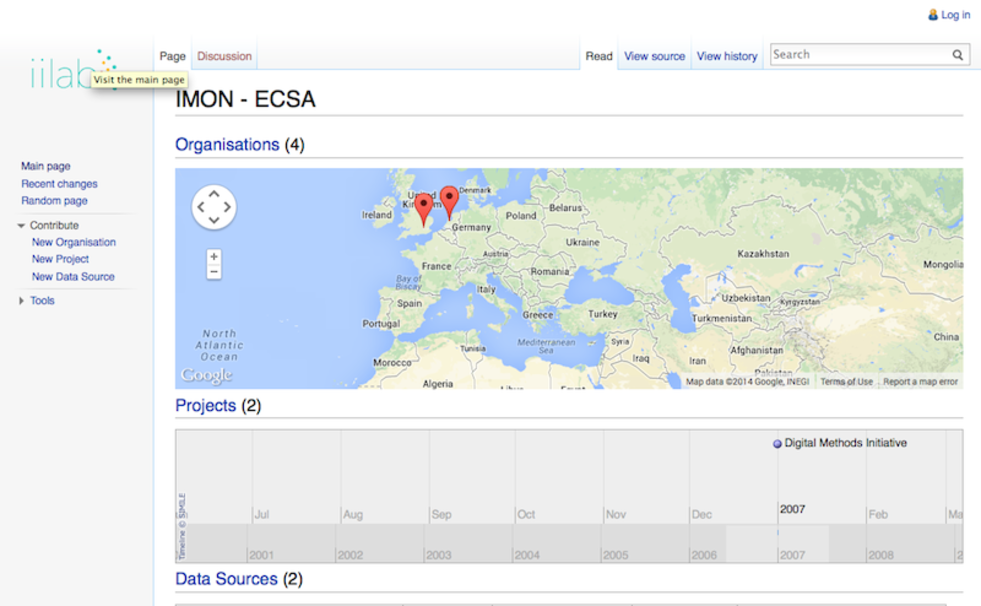 Log in
iilab
Visit the main page
Page Discussion Read View source View history Search
IMON - ECSA
Organisations (4)
Main page
Recent changes
Random page
Contribute
New Organisation
New Project
New Data Source
Tools
Ireland
Denmark
Poland
Belarus
Germany
Ukraine
Kazakhstan
Mongolia
Austria
France
Romania
Bay of
Biscay
Italy
Spain
Uzbekistan
Kyrgyzstan
Greece
Turkey
Turkmenistan
Portugal
North
Atlantic
Ocean
Mediterranean
Sea
Tunisia
Syria
China
Morocco
Iraq
Iran
Afghanistan
Pakistan
Algeria
Google
Map data ©2014 Google, INEGI Terms of Use Report a map error
Projects (2)
Digital Methods Initiative
Timeline © SIMILE
Jul Aug Sep Oct Nov Dec 2007 Feb Ma
2001 2002 2003 2004 2005 2006 2007 2008 2
Data Sources (2)